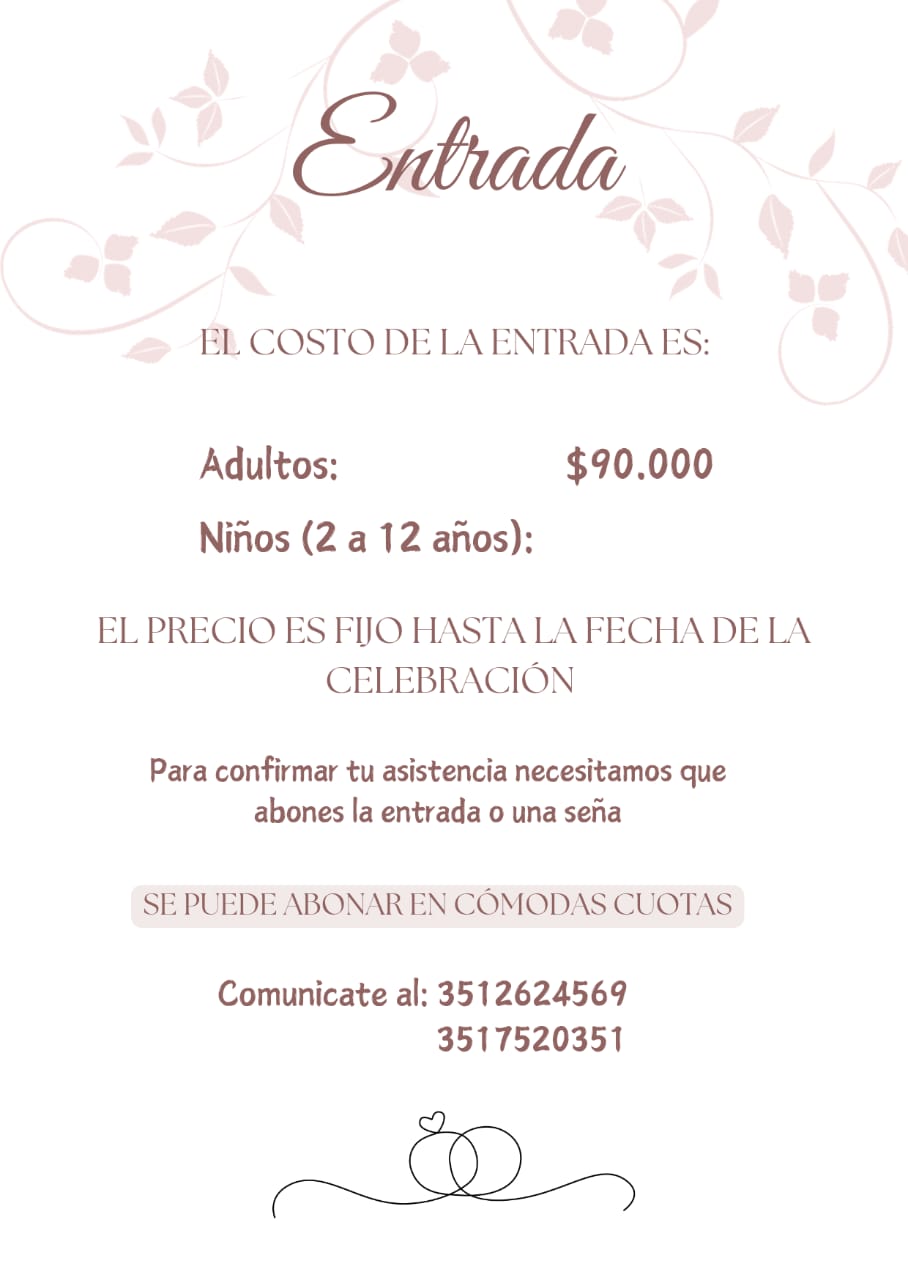 Entrada
EL COSTO DE LA ENTRADA ES:
Adultos: $90.000
Niños (2 a 12 años):
EL PRECIO ES FIJO HASTA LA FECHA DE LA
CELEBRACIÓN
Para confirmar tu asistencia necesitamos que
abones la entrada o una seña
SE PUEDE ABONAR EN CÓMODAS CUOTAS
Comunicate al: 3512624569
3517520351